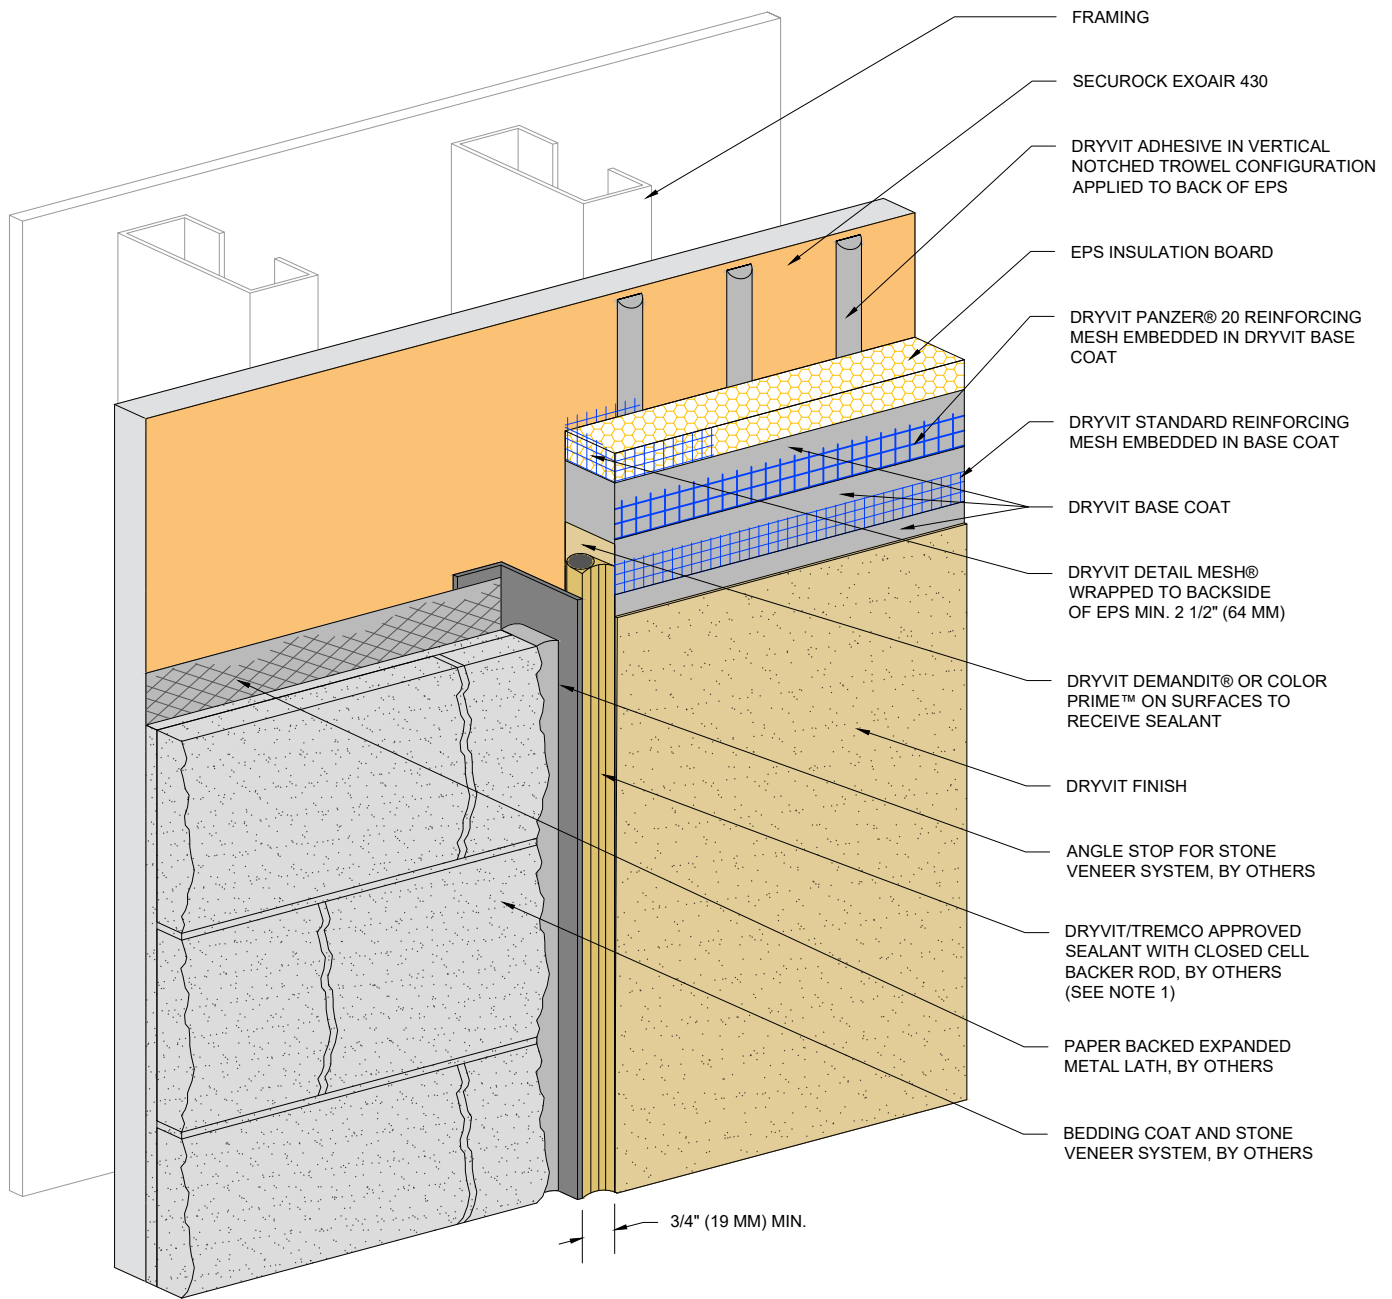 FRAMING
SECUROCK EXOAIR 430
DRYVIT ADHESIVE IN VERTICAL
NOTCHED TROWEL CONFIGURATION
APPLIED TO BACK OF EPS
EPS INSULATION BOARD
DRYVIT PANZER® 20 REINFORCING
MESH EMBEDDED IN DRYVIT BASE
COAT
DRYVIT STANDARD REINFORCING
MESH EMBEDDED IN BASE COAT
DRYVIT BASE COAT
DRYVIT DETAIL MESH®
WRAPPED TO BACKSIDE
OF EPS MIN. 2 1/2" (64 MM)
DRYVIT DEMANDIT® OR COLOR
PRIME™ ON SURFACES TO
RECEIVE SEALANT
DRYVIT FINISH
ANGLE STOP FOR STONE
VENEER SYSTEM, BY OTHERS
DRYVIT/TREMCO APPROVED
SEALANT WITH CLOSED CELL
BACKER ROD, BY OTHERS
(SEE NOTE 1)
PAPER BACKED EXPANDED
METAL LATH, BY OTHERS
BEDDING COAT AND STONE
VENEER SYSTEM, BY OTHERS
3/4" (19 MM) MIN.